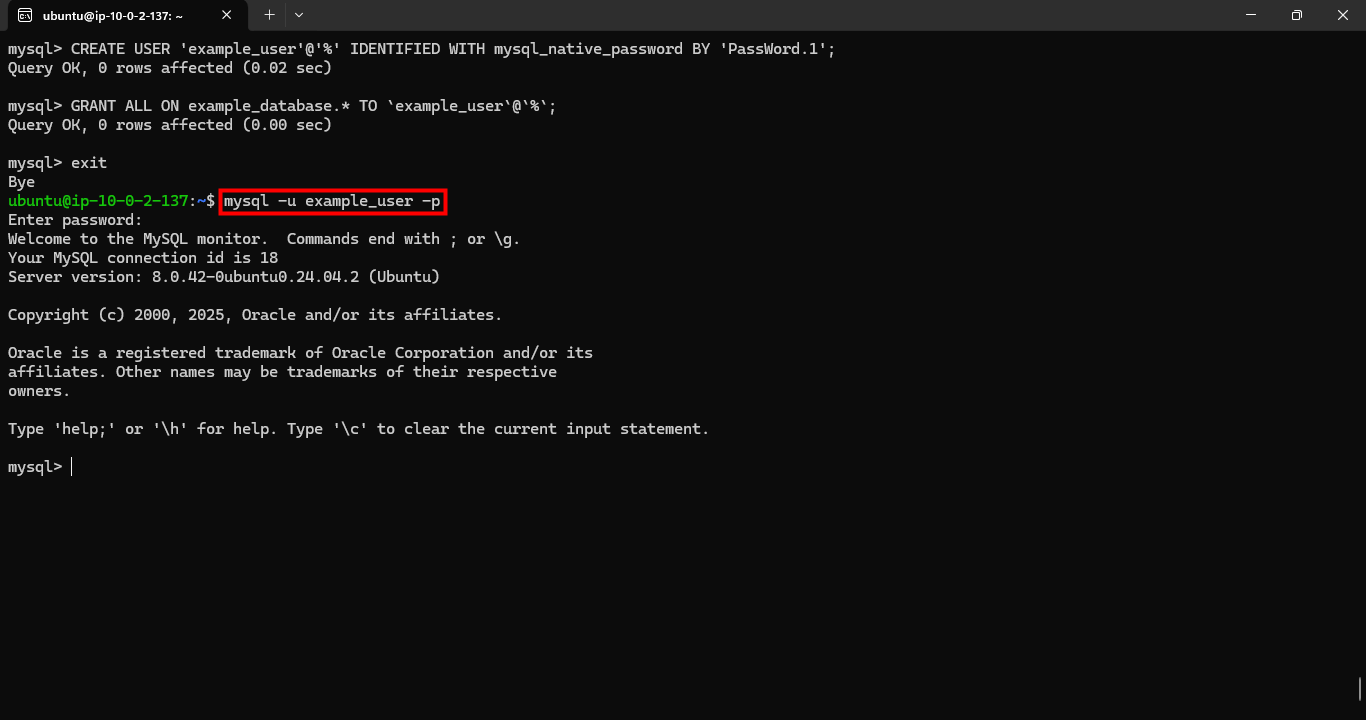 ubuntu@ip-10-0-2-137: ~
mysql> CREATE USER 'example_user'@'%' IDENTIFIED WITH mysql_native_password BY 'PassWord.1';
Query OK, 0 rows affected (0.02 sec)
mysql> GRANT ALL ON example_database.* TO `example_user`@`%`;
Query OK, 0 rows affected (0.00 sec)
mysql> exit
Bye
ubuntu@ip-10-0-2-137:~$ mysql -u example_user -p
Enter password:
Welcome to the MySQL monitor.  Commands end with ; or \g.
Your MySQL connection id is 18
Server version: 8.0.42-0ubuntu0.24.04.2 (Ubuntu)
Copyright (c) 2000, 2025, Oracle and/or its affiliates.
Oracle is a registered trademark of Oracle Corporation and/or its
affiliates. Other names may be trademarks of their respective
owners.
Type 'help;' or '\h' for help. Type '\c' to clear the current input statement.
mysql>